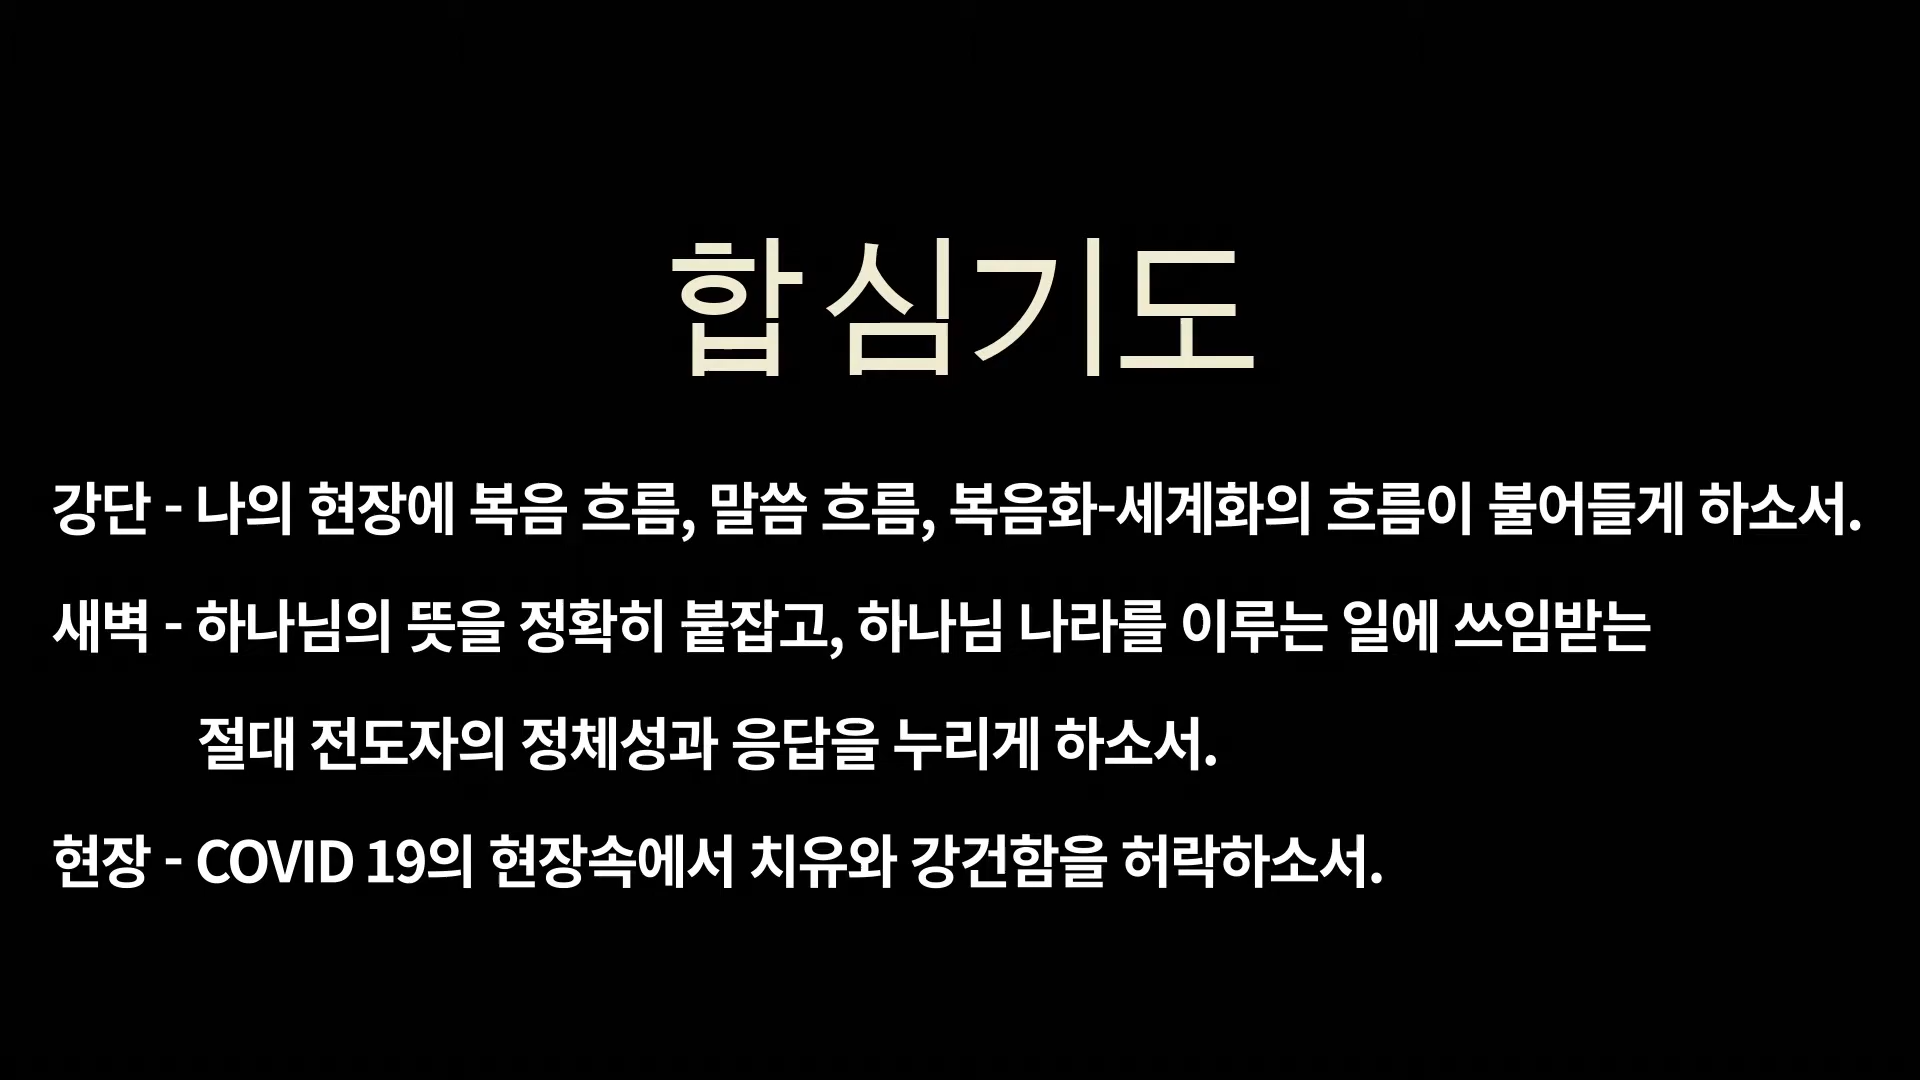 합심기도
강단 - 나의 현장에 복음 흐름, 말씀 흐름, 복음화-세계화의 흐름이 불어들게 하소서.
새벽 - 하나님의 뜻을 정확히 붙잡고, 하나님 나라를 이루는 일에 쓰임받는
절대 전도자의 정체성과 응답을 누리게 하소서.
현장 - COVID 19의 현장속에서 치유와 강건함을 허락하소서.